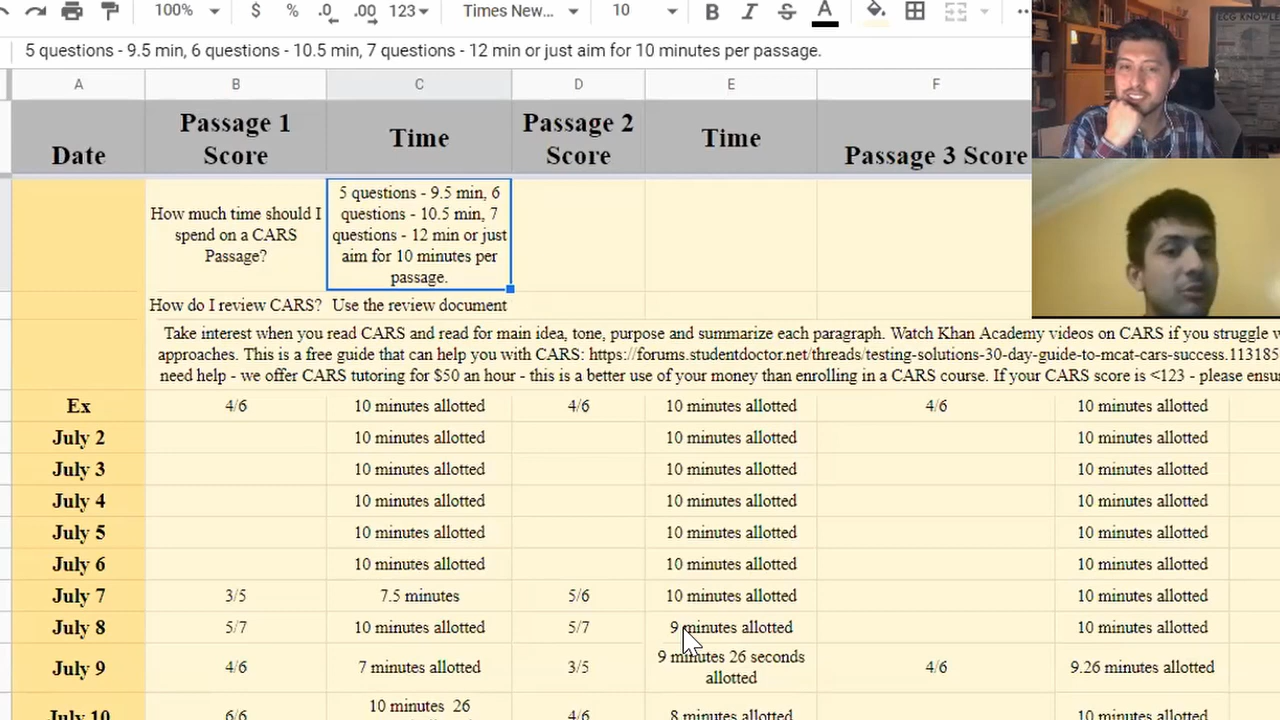 100% $ % .0 .00 123 Times New... 10 B I S A
5 questions - 9.5 min, 6 questions - 10.5 min, 7 questions - 12 min or just aim for 10 minutes per passage.
A B C D E F
Date Passage 1 Score Time Passage 2 Score Time Passage 3 Score
How much time should I
spend on a CARS
Passage?
5 questions - 9.5 min, 6
questions - 10.5 min, 7
questions - 12 min or just
aim for 10 minutes per
passage.
How do I review CARS? Use the review document
Take interest when you read CARS and read for main idea, tone, purpose and summarize each paragraph. Watch Khan Academy videos on CARS if you struggle w
approaches. This is a free guide that can help you with CARS: https://forums.studentdoctor.net/threads/testing-solutions-30-day-guide-to-mcat-cars-success.113185
need help - we offer CARS tutoring for $50 an hour - this is a better use of your money than enrolling in a CARS course. If your CARS score is <123 - please ensu
Ex 4/6 10 minutes allotted 4/6 10 minutes allotted 4/6 10 minutes allotted
July 2 10 minutes allotted 10 minutes allotted 10 minutes allotted
July 3 10 minutes allotted 10 minutes allotted 10 minutes allotted
July 4 10 minutes allotted 10 minutes allotted 10 minutes allotted
July 5 10 minutes allotted 10 minutes allotted 10 minutes allotted
July 6 10 minutes allotted 10 minutes allotted 10 minutes allotted
July 7 3/5 7.5 minutes 5/6 10 minutes allotted 10 minutes allotted
July 8 5/7 10 minutes allotted 5/7 9 minutes allotted 10 minutes allotted
July 9 4/6 7 minutes allotted 3/5 9 minutes 26 seconds allotted 4/6 9.26 minutes allotted
July 10 6/6 10 minutes 26 4/6 8 minutes allotted 10 minutes allotted
ECG KNOWLE